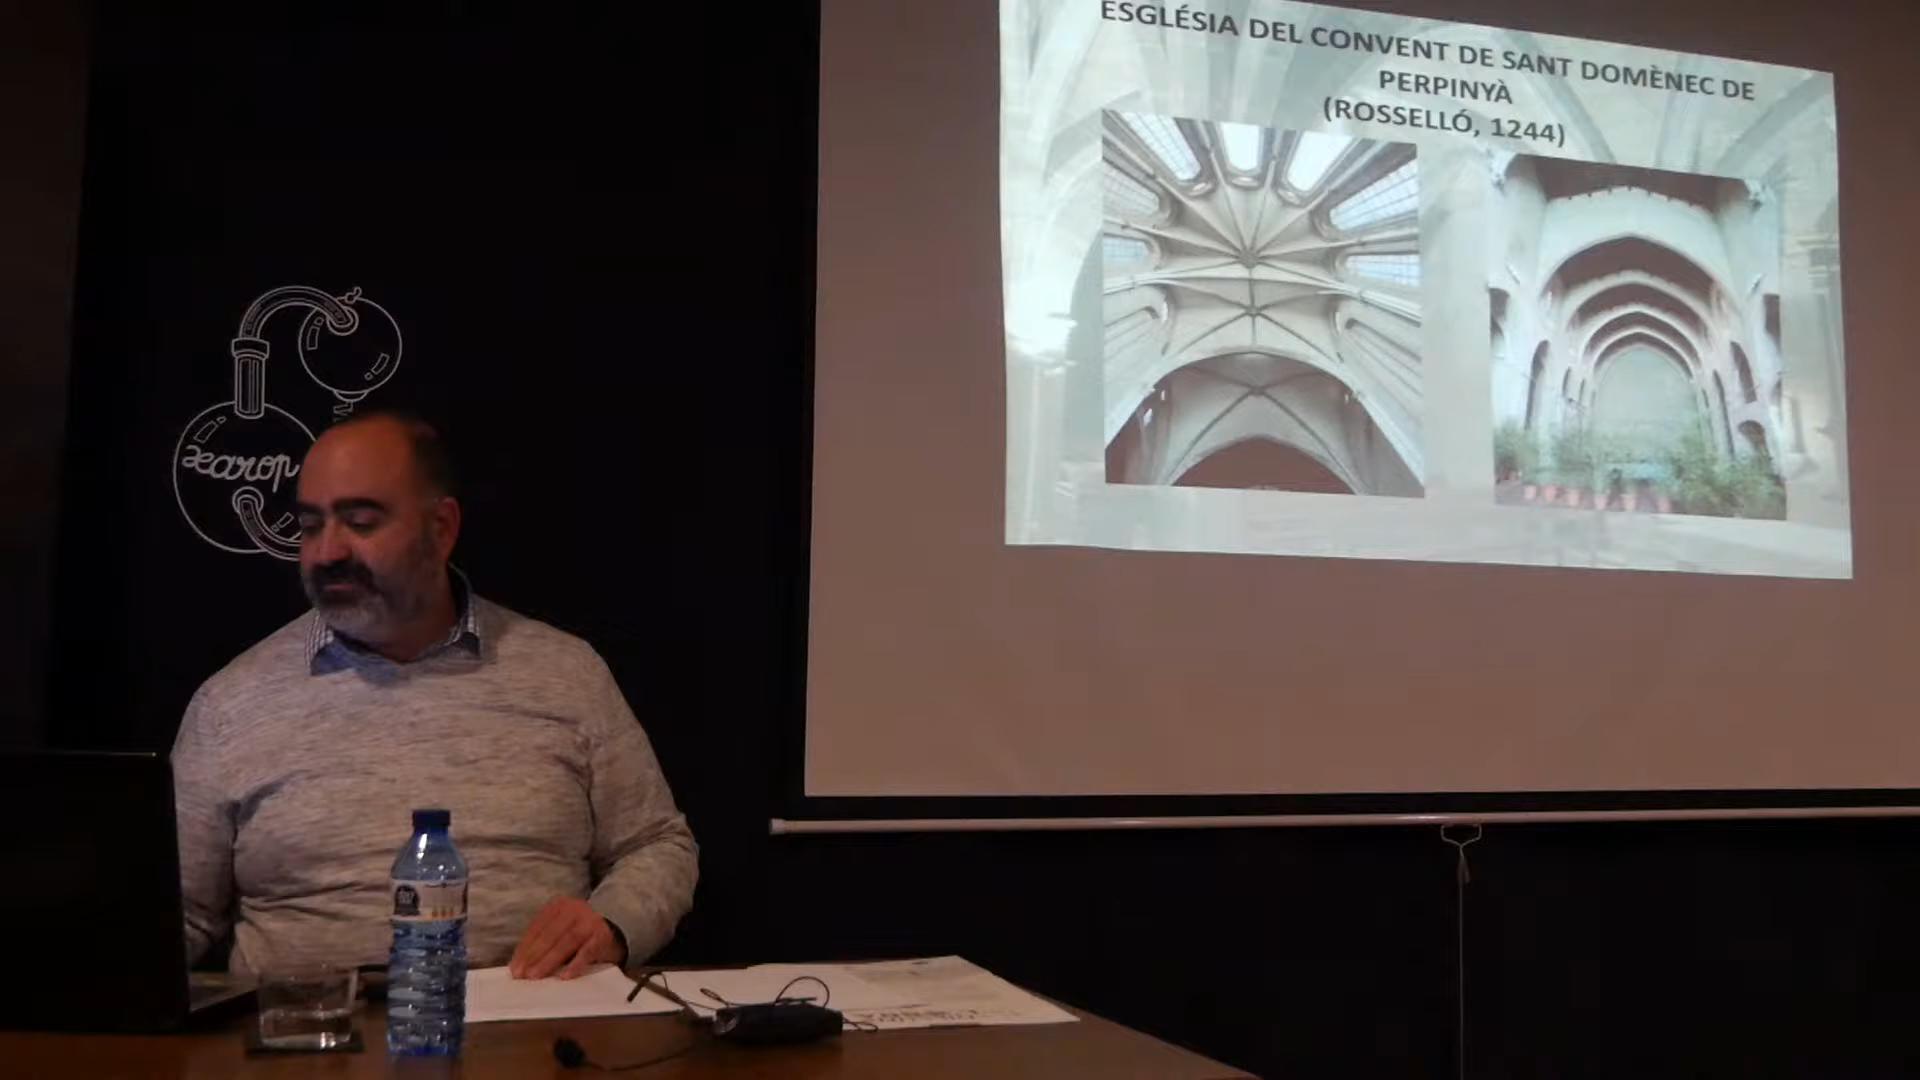 ESGLÉSIA DEL CONVENT DE SANT DOMÈNEC DE
PERPINYÀ
(ROSSELLÓ, 1244)